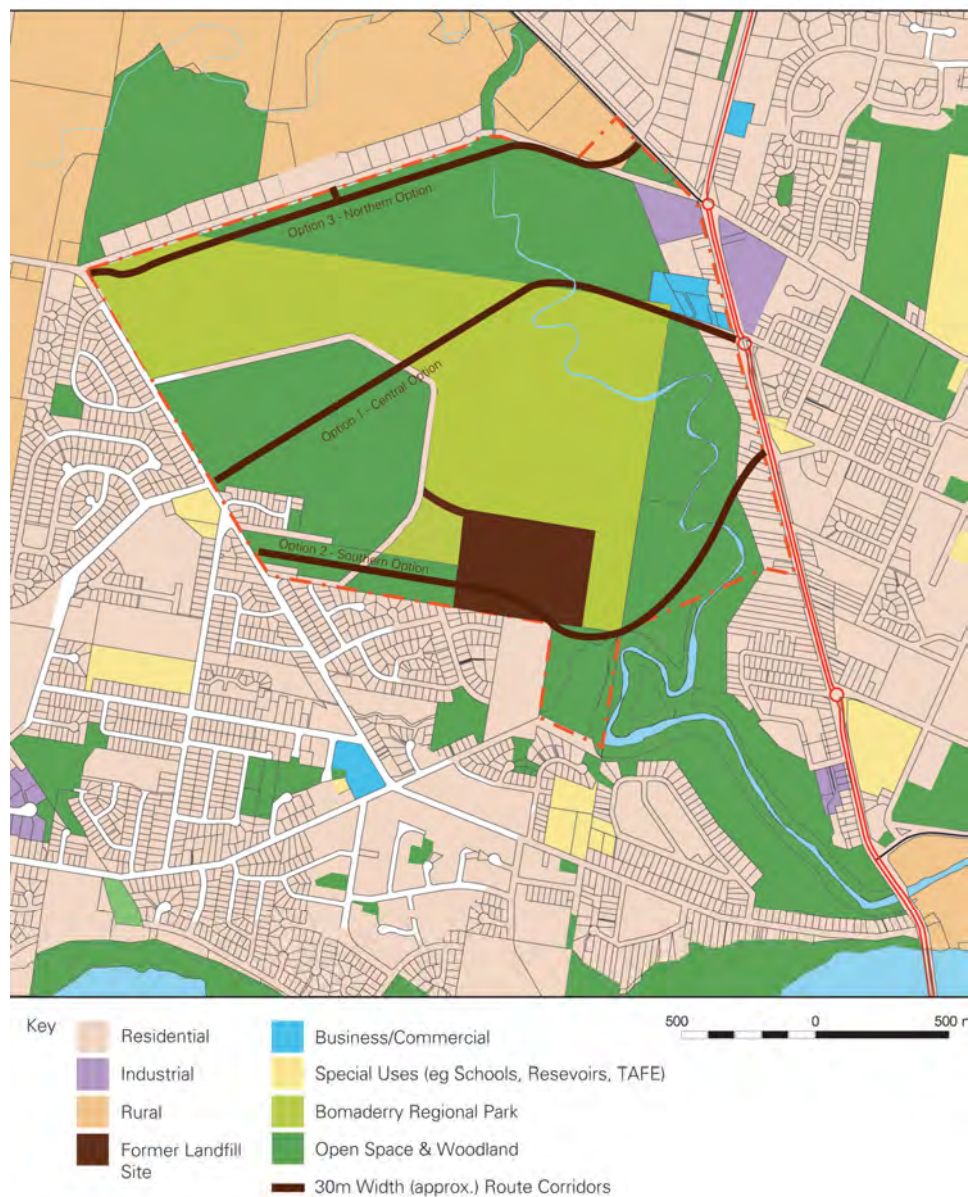 Option 3 - Northern Option
Option 1 - Central Option
Option 2 - Southern Option
Key
Residential
Industrial
Rural
Former Landfill
Site
Business/Commercial
Special Uses (eg Schools, Resevoirs, TAFE)
Bomaderry Regional Park
Open Space & Woodland
30m Width (approx.) Route Corridors
500 0 500 m